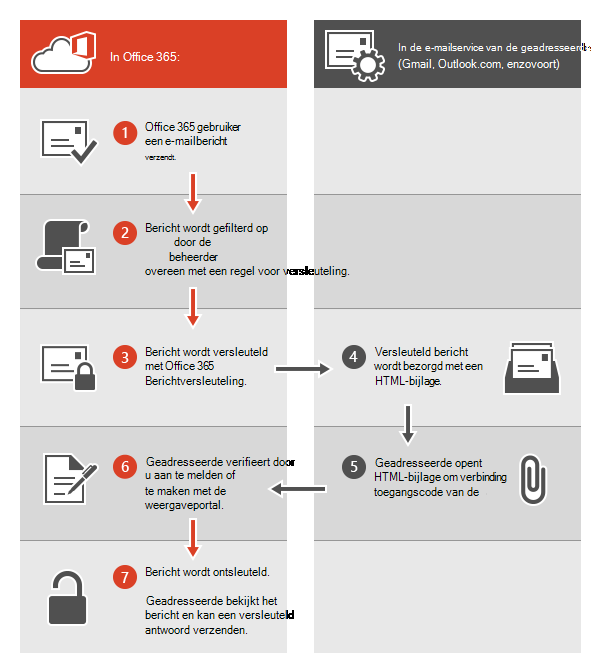 In Office 365:
In de e-mailservice van de geadresseerde
(Gmail, Outlook.com, enzovoort)
1
Office 365 gebruiker
een e-mailbericht
verzendt.
2
Bericht wordt gefilterd op
door de
beheerder
overeen met een regel voor versleuteling.
3
Bericht wordt versleuteld
met Office 365
Berichtversleuteling.
4
Versleuteld bericht
wordt bezorgd met een
HTML-bijlage.
5
Geadresseerde opent
HTML-bijlage om verbinding
toegangscode van de
6
Geadresseerde verifieert door
u aan te melden of
te maken met de
weergaveportal.
7
Bericht wordt ontsleuteld.
Geadresseerde bekijkt het
bericht en kan een versleuteld
antwoord verzenden.